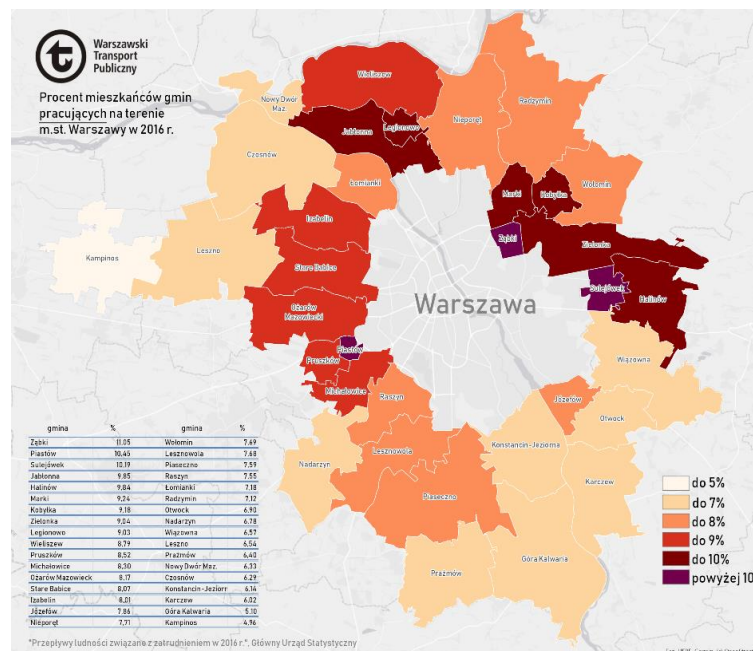 Warszawski
Transport
Publiczny
Procent mieszkańców gmin
pracujących na terenie
m.st. Warszawy w 2016 r.
Wieliszew
Nowy Dwór
Maz.
Jabłonna
Legionowo
Nieporęt
Radzymin
Czosnów
Łomianki
Marki
Kobyłka
Wołomin
Izabelin
Ząbki
Zielonka
Kampinos
Leszno
Stare Babice
Sulejówek
Halinów
Warszawa
Ożarów
Mazowiecki
Piastów
Pruszków
Michałowice
Wiązowna
Raszyn
Józefów
Otwock
Nadarzyn
Lesznowola
Konstancin-Jeziorna
Karczew
Piaseczno
Prażmów
Góra Kalwaria
gmina % gmina %
Ząbki 11,05 Wołomin 7,69
Piastów 10,45 Lesznowola 7,68
Sulejówek 10,19 Piaseczno 7,59
Jabłonna 9,85 Raszyn 7,55
Halinów 9,84 Łomianki 7,18
Marki 9,24 Radzymin 7,12
Kobyłka 9,18 Otwock 6,90
Zielonka 9,04 Nadarzyn 6,78
Legionowo 9,03 Wiązowna 6,57
Wieliszew 8,79 Leszno 6,54
Pruszków 8,52 Prażmów 6,40
Michałowice 8,30 Nowy Dwór Maz. 6,33
Ożarów Mazowieck 8,17 Czosnów 6,29
Stare Babice 8,07 Konstancin-Jeziorr 6,14
Izabelin 8,01 Karczew 6,02
Józefów 7,86 Góra Kalwaria 5,10
Nieporęt 7,71 Kampinos 4,96
do 5%
do 7%
do 8%
do 9%
do 10%
powyżej 10
"Przepływy ludności związane z zatrudnieniem w 2016 r.", Główny Urząd Statystyczny